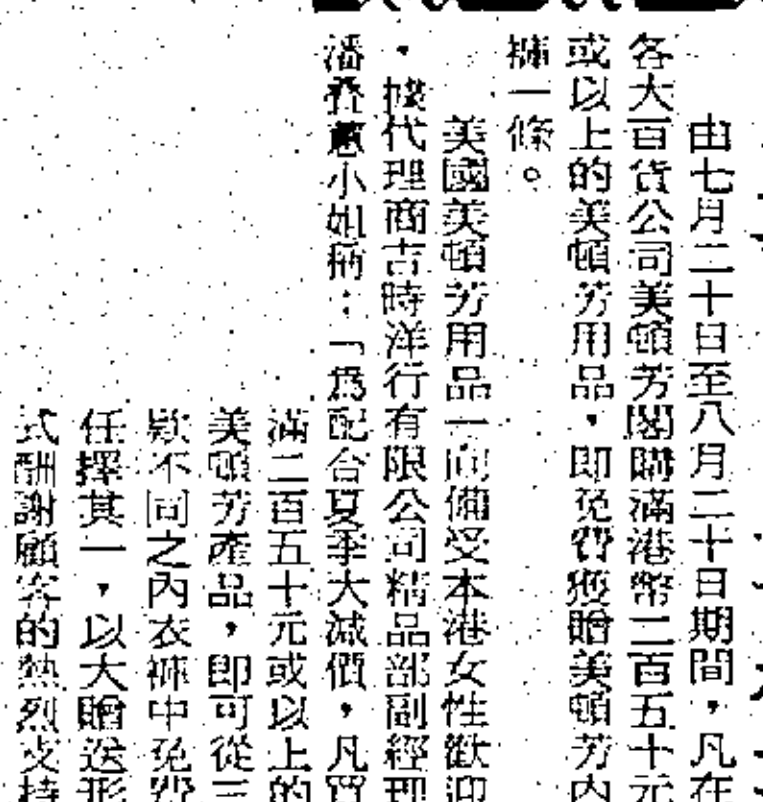 由七月二十日至八月二十日期間，凡在
各大百貨公司美頓芳閣購滿港幣二百五十元
或以上的美頓芳用品，即免費獲贈美頓芳內
褲一條。
美國美頓芳用品一向備受本港女性歡迎
，據代理商吉時洋行有限公司精品部副經理
潘小姐稱：「爲配合夏季大減價，凡買
滿二百五十元或以上的
美頓芳產品，即可從三
款不同之內衣褲中免費
任擇其一，以大贈送形
式酬謝顧客的熱烈支持